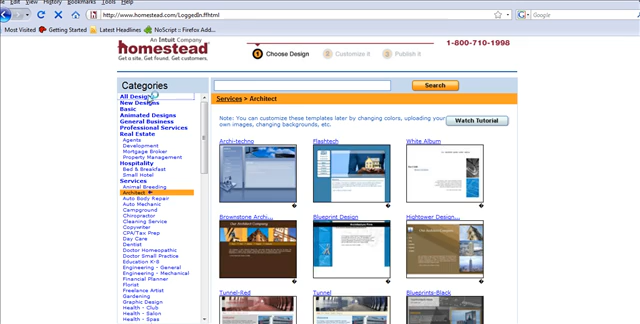 View History Bookmarks Tools Help
http://www.homestead.com/LoggedIn.ffhtml
Google
Most Visited Getting Started Latest Headlines NoScript :: Firefox Add...
An Intuit Company
homestead
Get a site. Get found. Get customers.
1 Choose Design 2 Customize it 3 Publish it
1-800-710-1998
Categories
Search
All Designs
New Designs
Basic
Animated Designs
General Business
Professional Services
Real Estate
Agents
Development
Mortgage Broker
Property Management
Hospitality
Bed & Breakfast
Small Hotel
Services
Animal Breeding
Architect
Auto Body Repair
Auto Mechanic
Campground
Chiropractor
Cleaning Service
Copywriter
CPA/Tax Prep
Day Care
Dentist
Doctor Homeopathic
Doctor Small Practice
Education K-8
Engineering - General
Engineering - Mechanical
Financial Planner
Florist
Freelance Artist
Gardening
Graphic Design
Health - Club
Health - Salon
Health - Spas
Services > Architect
Note: You can customize these templates later by changing colors, uploading your
own images, changing backgrounds, etc.
Watch Tutorial
Archi-techno Flashtech White Album
Brownstone Archi... Blueprint Design Hightower Design...
Tunnel-Red Tunnel Blueprints-Black